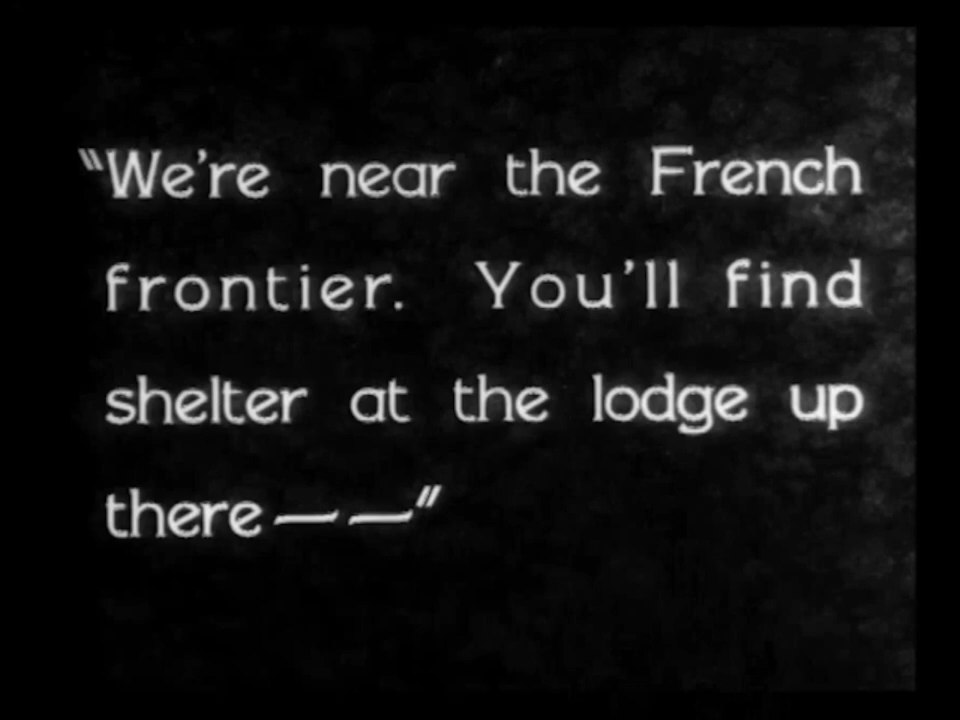 "We're near the French
frontier. You'll find
shelter at the lodge up
there — —"